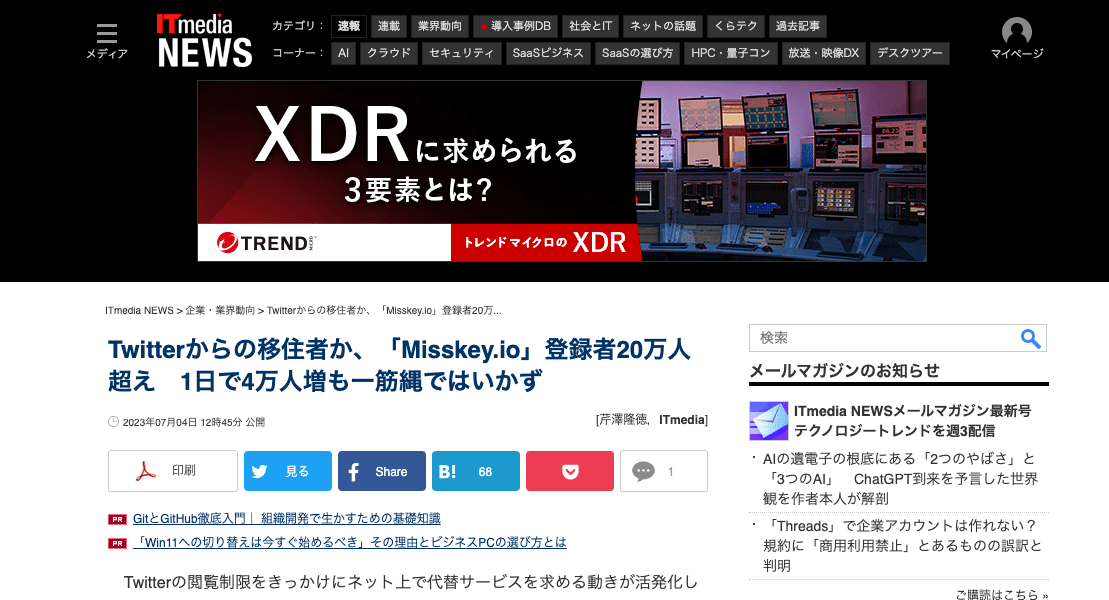 メディア
ITmedia
NEWS
カテゴリ： 速報 連載 業界動向 導入事例DB 社会とIT ネットの話題 くらテク 過去記事
コーナー： AI クラウド セキュリティ SaaSビジネス SaaSの選び方 HPC・量子コン 放送・映像DX デスクツアー
マイページ
XDRに求められる
3要素とは?
TREND MICRO トレンドマイクロの XDR
ITmedia NEWS > 企業・業界動向 > Twitterからの移住者か、「Misskey.io」登録者20万...
Twitterからの移住者か、「Misskey.io」登録者20万人
超え　1日で4万人増も一筋縄ではいかず
2023年07月04日 12時45分 公開
[芹澤隆徳，ITmedia]
印刷 見る Share B! 68 1
PR GitとGitHub徹底入門｜ 組織開発で生かすための基礎知識
PR 「Win11への切り替えは今すぐ始めるべき」その理由とビジネスPCの選び方とは
Twitterの閲覧制限をきっかけにネット上で代替サービスを求める動きが活発化し
検索
メールマガジンのお知らせ
ITmedia NEWSメールマガジン最新号
テクノロジートレンドを週3配信
・AIの遺電子の根底にある「2つのやばさ」と
「3つのAI」　ChatGPT到来を予言した世界
観を作者本人が解剖
・「Threads」で企業アカウントは作れない？
規約に「商用利用禁止」とあるものの誤訳と
判明
ご購読はこちら »